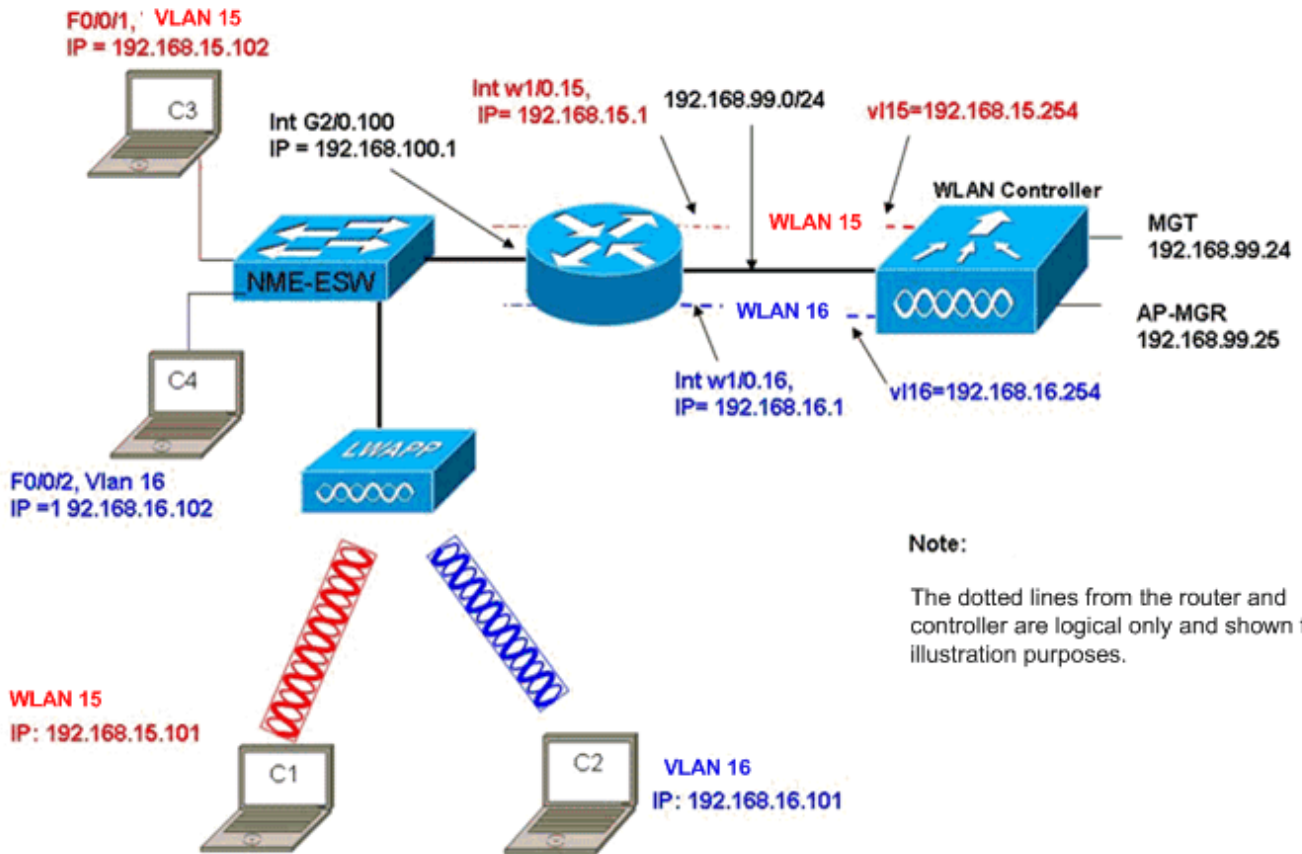 F0/0/1, VLAN 15
IP = 192.168.15.102
C3
Int G2/0.100
IP = 192.168.100.1
Int w1/0.15,
IP= 192.168.15.1
192.168.99.0/24
vl15=192.168.15.254
WLAN Controller
WLAN 15
MGT
192.168.99.24
NME-ESW
WLAN 16
AP-MGR
192.168.99.25
C4
Int w1/0.16,
IP= 192.168.16.1
vl16=192.168.16.254
LWAPP
F0/0/2, Vlan 16
IP =1 92.168.16.102
Note:
The dotted lines from the router and
controller are logical only and shown
illustration purposes.
WLAN 15
IP: 192.168.15.101
C1
C2
VLAN 16
IP: 192.168.16.101